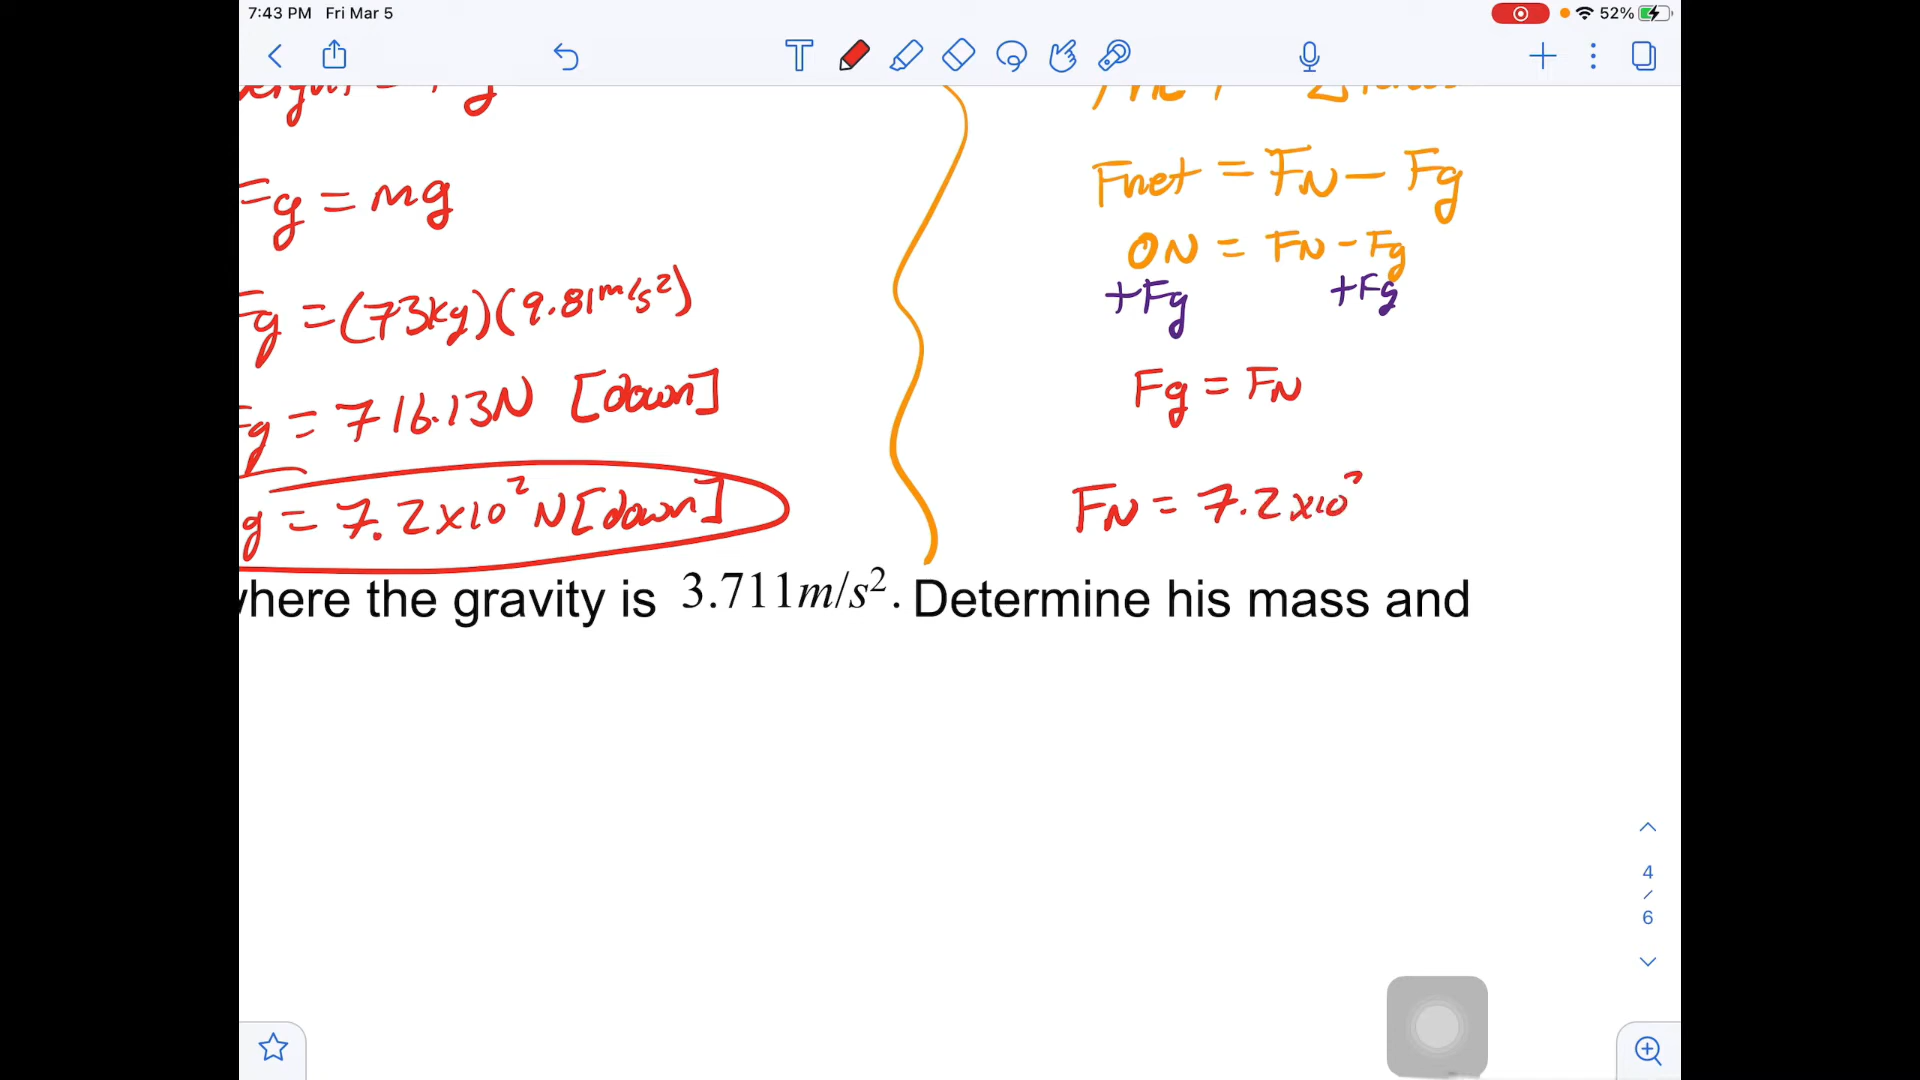 7:43 PM Fri Mar 5
52%
T
Fg = mg
Fg = (73kg)(9.81m/s²)
Fg = 716.13N [down]
g = 7.2x10² N[down]
Fnet = FN - Fg
0N = FN - Fg
+Fg +Fg
Fg = FN
FN = 7.2x10²
where the gravity is 3.711m/s². Determine his mass and
4
/
6